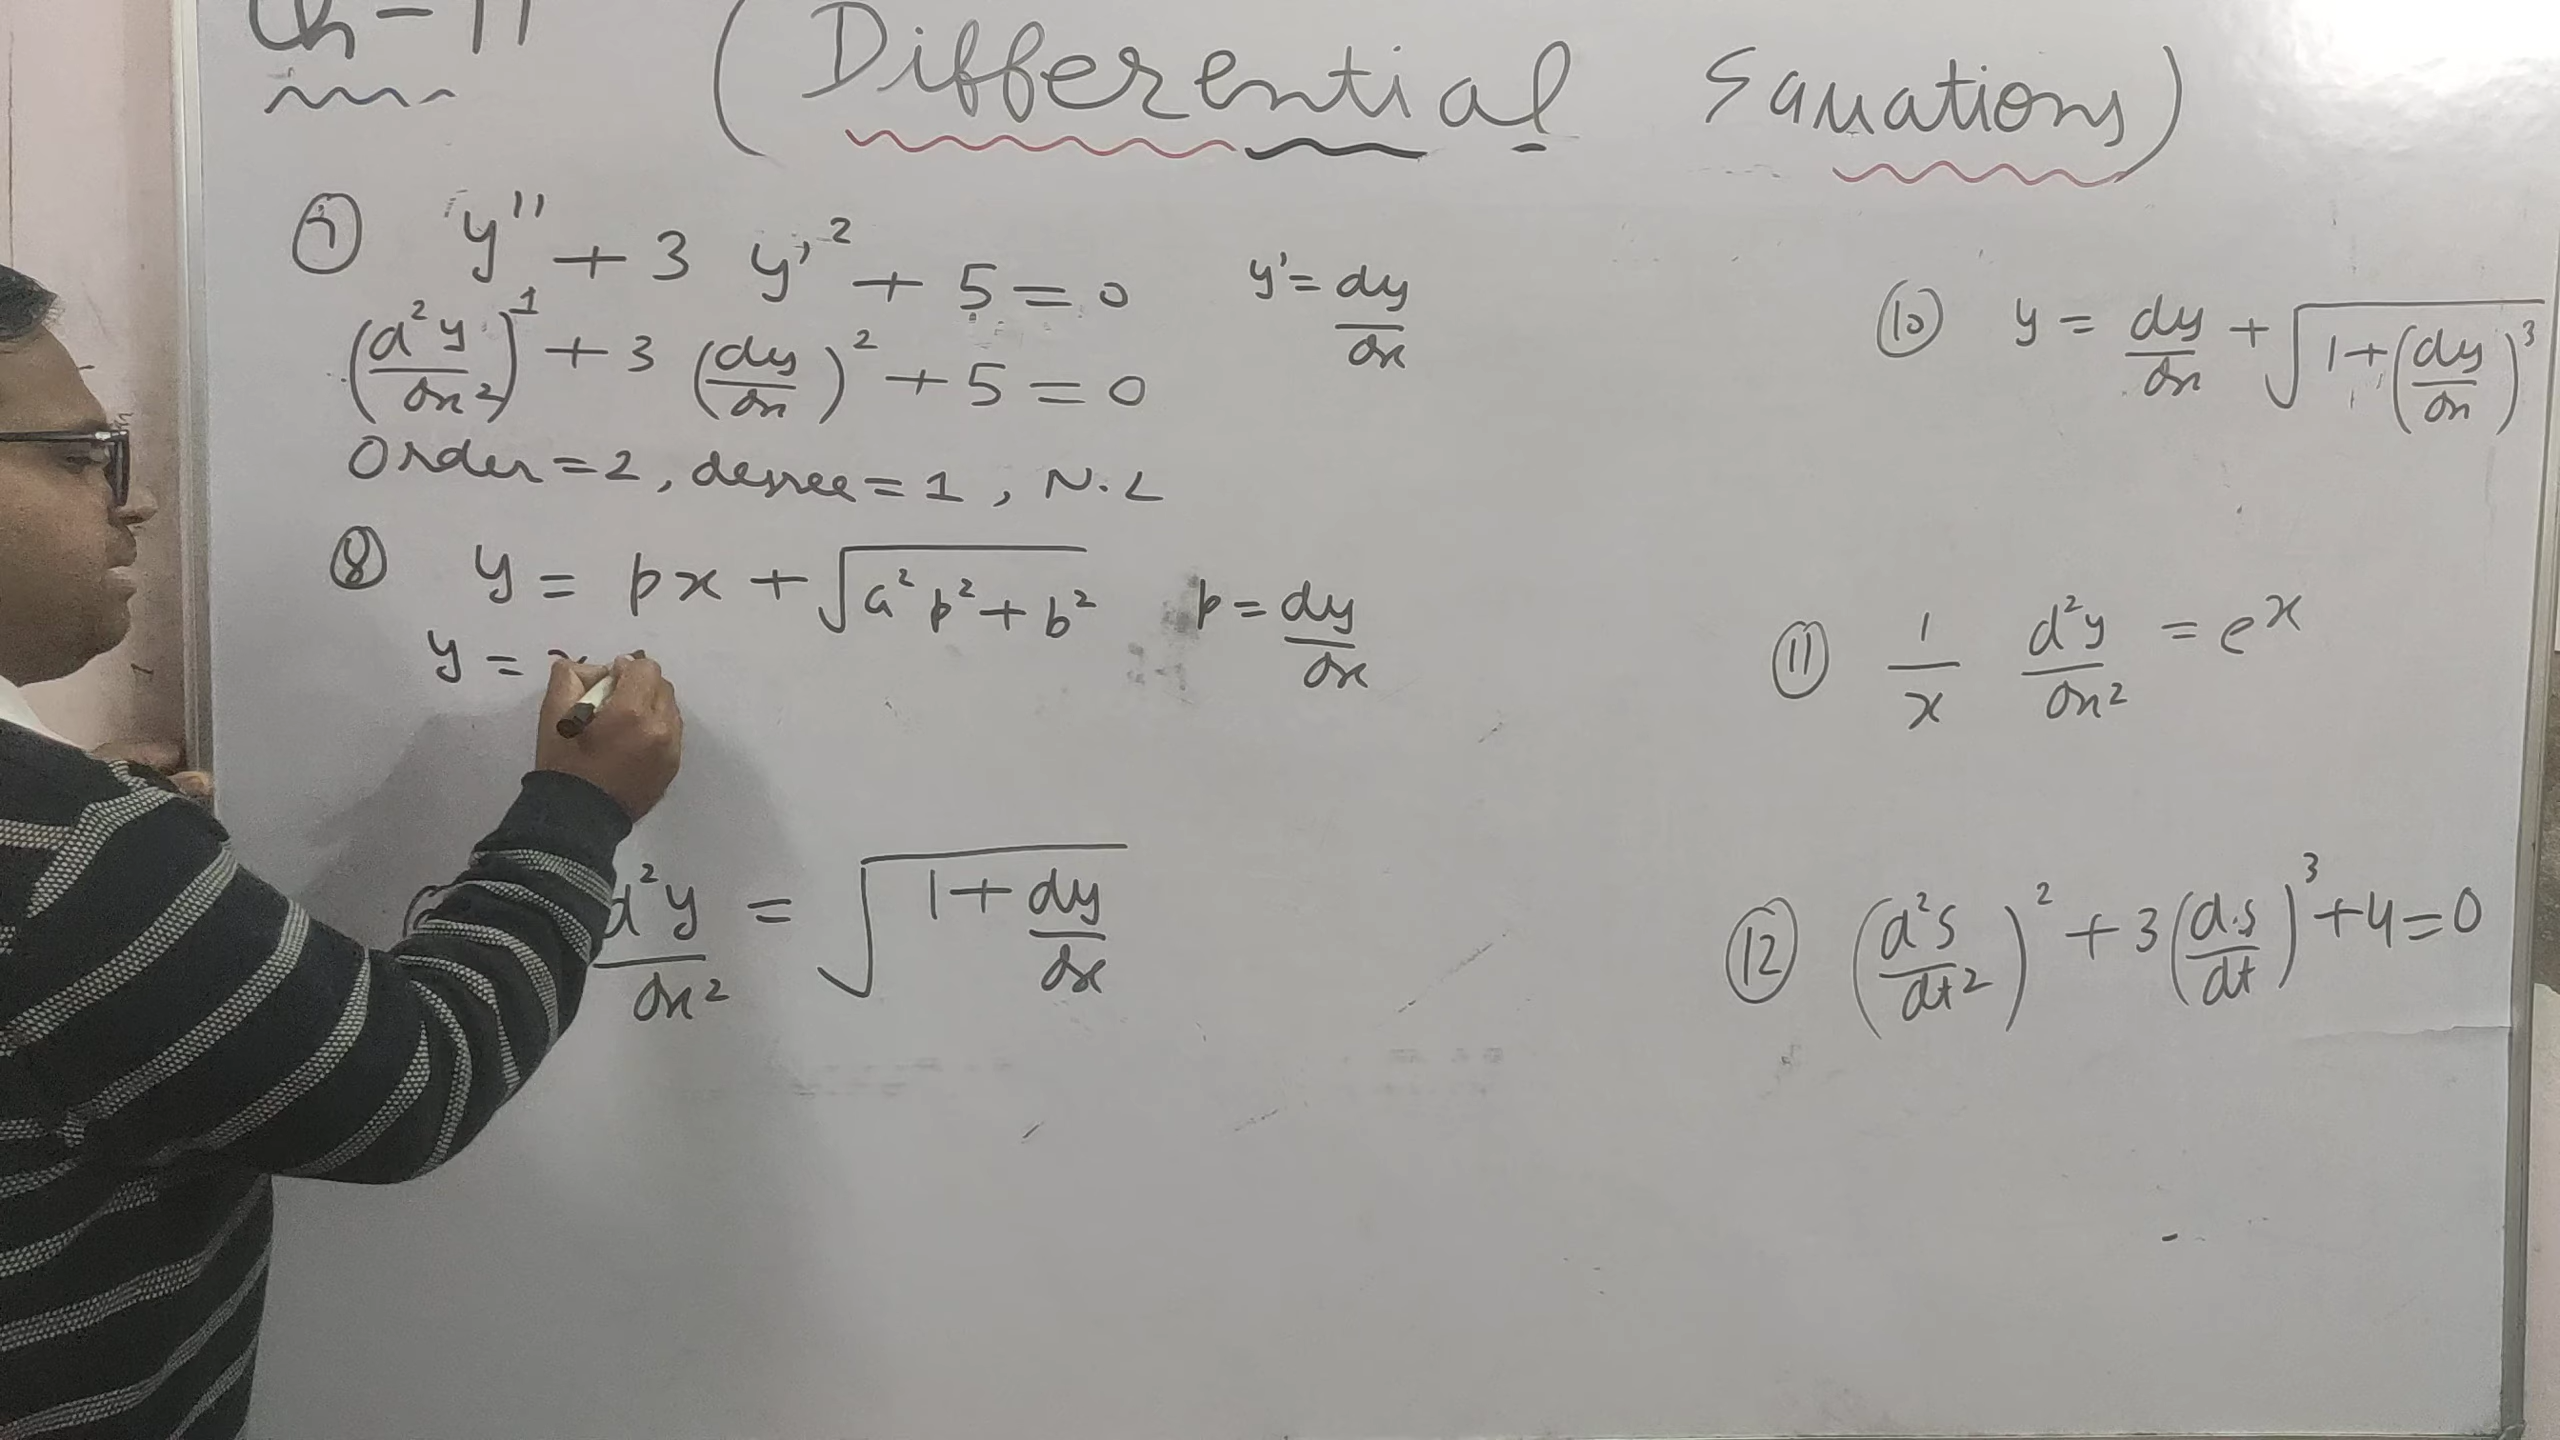 Ch - 11 (Differential Equations)
⑦ y'' + 3 y'² + 5 = 0 y' = dy/dx
(d²y/dx²)¹ + 3 (dy/dx)² + 5 = 0
Order = 2, degree = 1, N.L
⑧ y = px + √(a²p² + b²) p = dy/dx
y = x
d²y/dx² = √(1 + dy/dx)
⑩ y = dy/dx + √(1 + (dy/dx)³)
⑪ 1/x d²y/dx² = eˣ
⑫ (d²s/dt²)² + 3(ds/dt)³ + 4 = 0